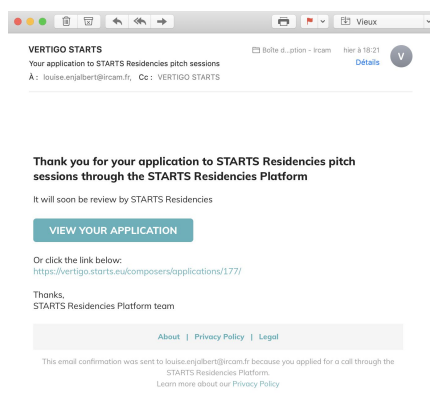 Vieux
VERTIGO STARTS
Boîte d...ption - ircam hier à 18:21
Your application to STARTS Residencies pitch sessions
Détails
V
À : louise.enjalbert@ircam.fr, Cc : VERTIGO STARTS
Thank you for your application to STARTS Residencies pitch
sessions through the STARTS Residencies Platform
It will soon be review by STARTS Residencies
VIEW YOUR APPLICATION
Or click the link below:
https://vertigo.starts.eu/composers/applications/177/
Thanks,
STARTS Residencies Platform team
About | Privacy Policy | Legal
This email confirmation was sent to louise.enjalbert@ircam.fr because you applied for a call through the
STARTS Residencies Platform.
Learn more about our Privacy Policy